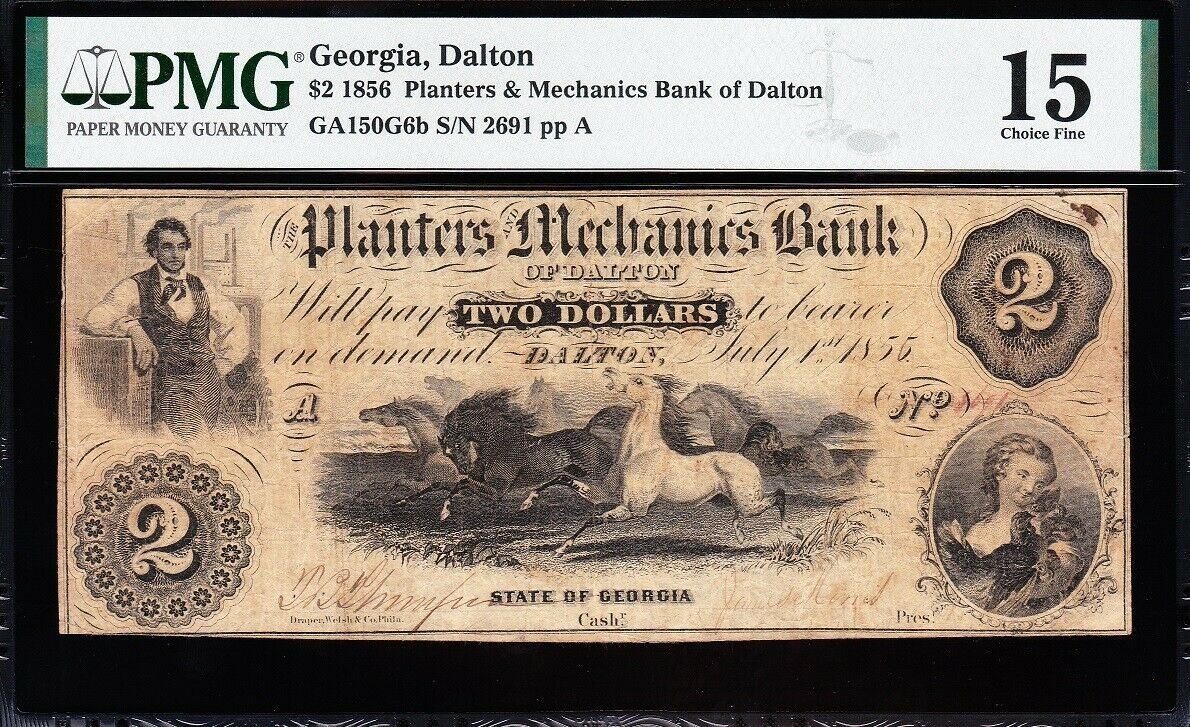 PMG®
PAPER MONEY GUARANTY
Georgia, Dalton
$2 1856 Planters & Mechanics Bank of Dalton
GA150G6b S/N 2691 pp A
15
Choice Fine
THE Planters AND Mechanics Bank
OF DALTON
2
Will pay TWO DOLLARS to bearer
on demand. DALTON, July 1st 1856.
A
No
2
STATE OF GEORGIA
Draper, Welsh & Co. Phila.
Cashr.
Prest.